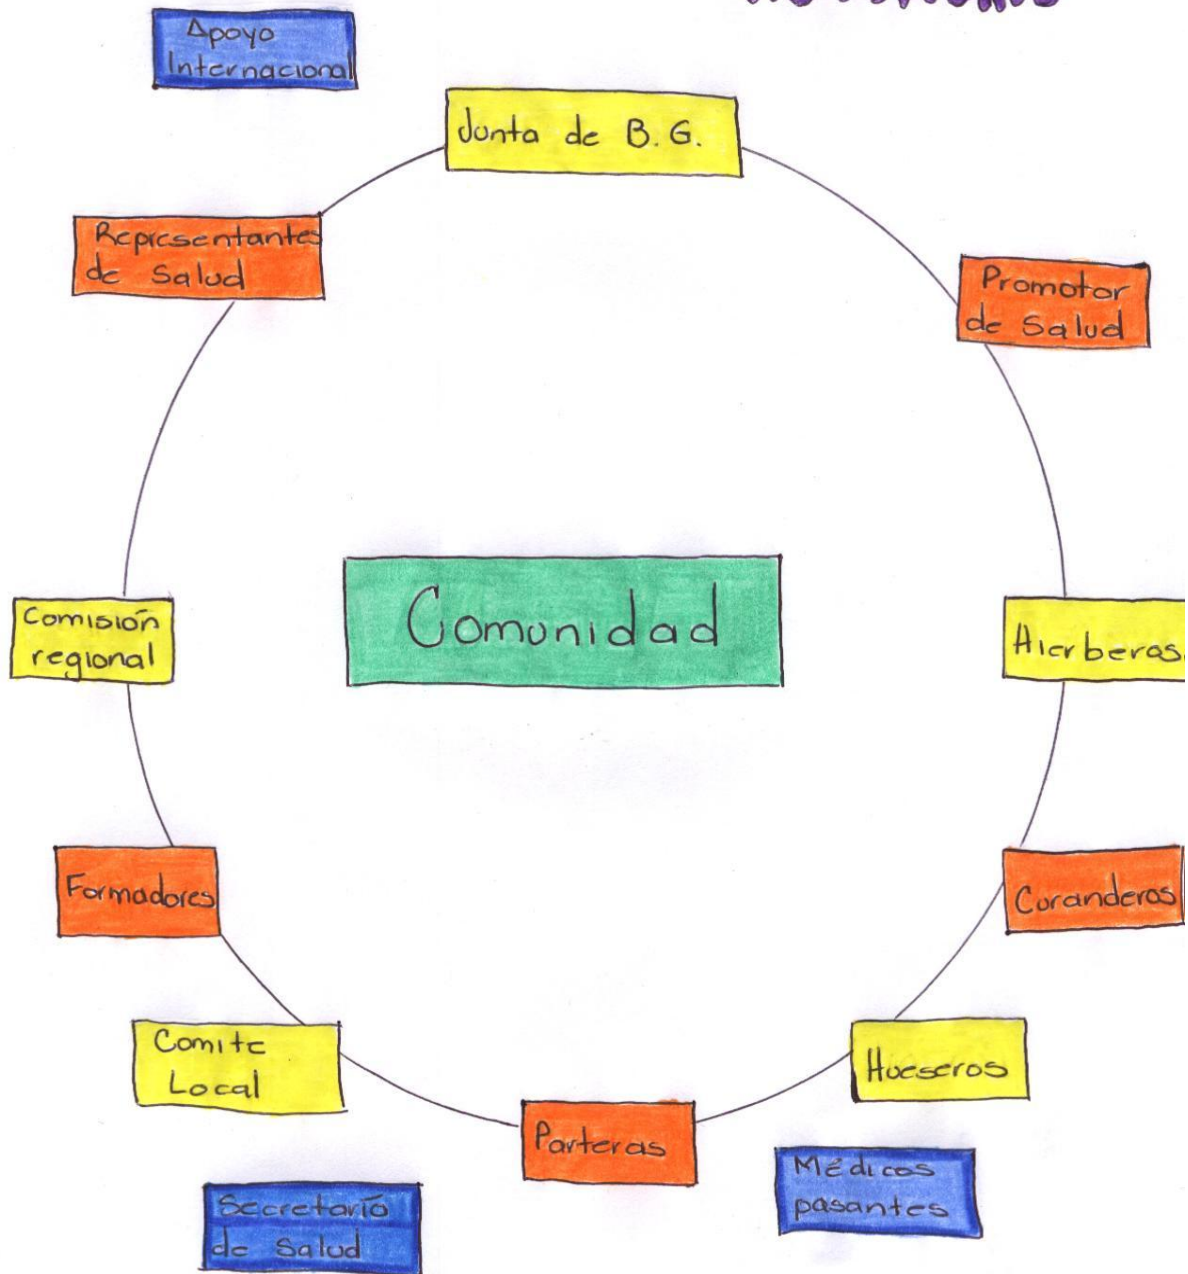 Apoyo
Internacional
Junta de B. G.
Representantes
de Salud
Promotor
de Salud
Comunidad
Comisión
regional
Hierberas
Formadores
Curanderos
Comite
Local
Hueseros
Parteras
Médicos
pasantes
Secretaría
de Salud